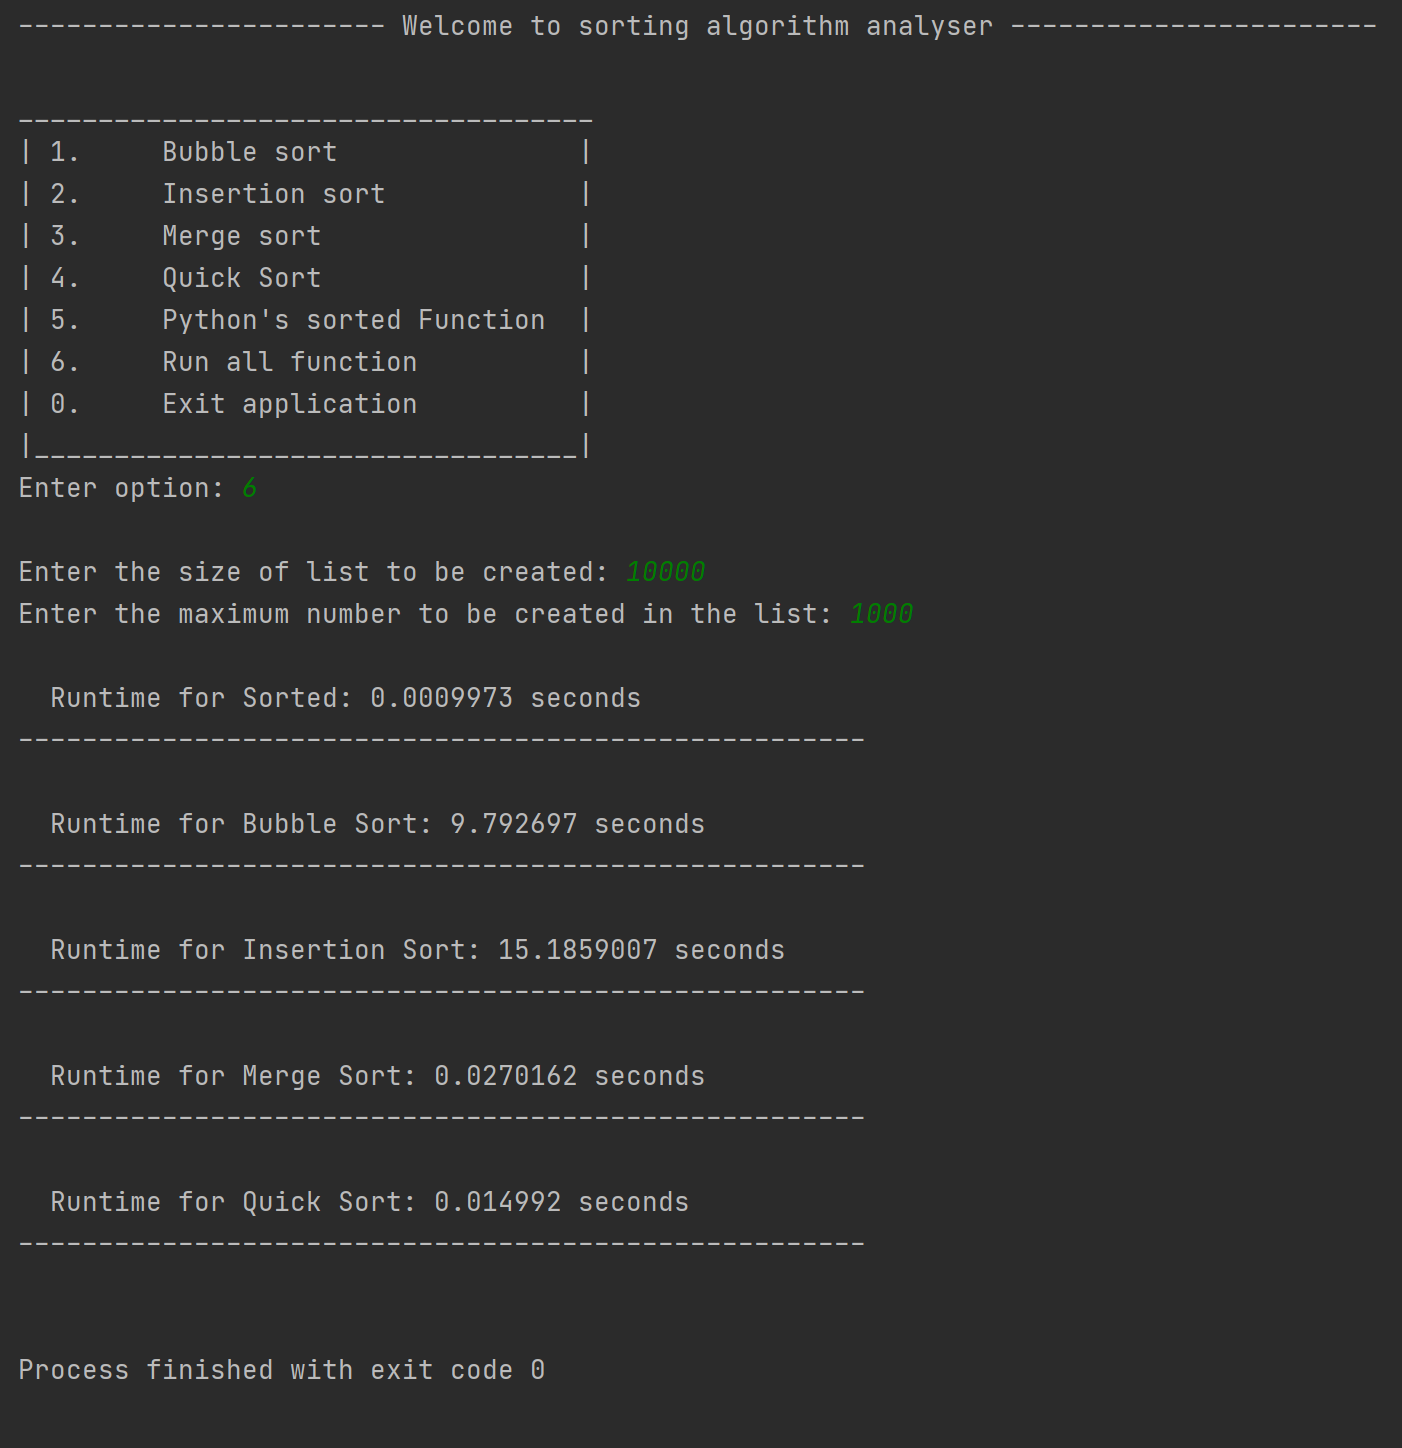 ----------------------- Welcome to sorting algorithm analyser -----------------------
____________________________________
| 1.     Bubble sort               |
| 2.     Insertion sort            |
| 3.     Merge sort                |
| 4.     Quick Sort                |
| 5.     Python's sorted Function  |
| 6.     Run all function          |
| 0.     Exit application          |
|__________________________________|
Enter option: 6
Enter the size of list to be created: 10000
Enter the maximum number to be created in the list: 1000
  Runtime for Sorted: 0.0009973 seconds
-----------------------------------------------------
  Runtime for Bubble Sort: 9.792697 seconds
-----------------------------------------------------
  Runtime for Insertion Sort: 15.1859007 seconds
-----------------------------------------------------
  Runtime for Merge Sort: 0.0270162 seconds
-----------------------------------------------------
  Runtime for Quick Sort: 0.014992 seconds
-----------------------------------------------------
Process finished with exit code 0